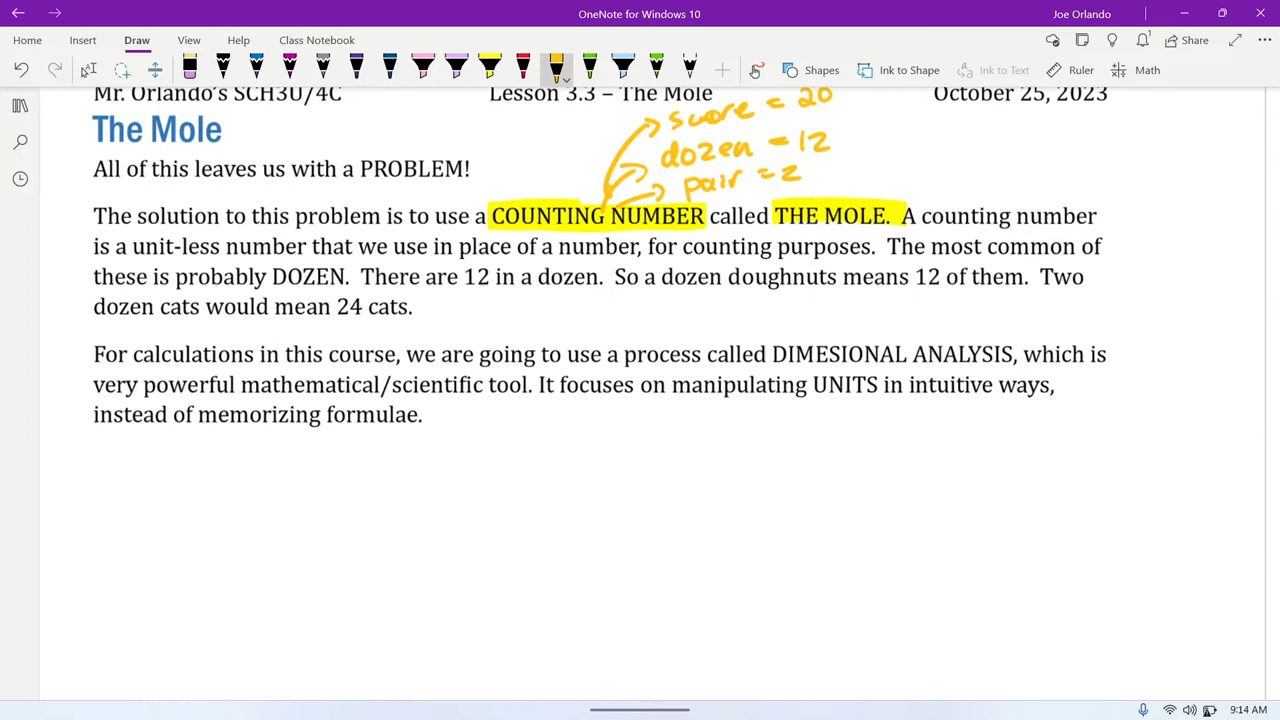 OneNote for Windows 10
Joe Orlando
Home Insert Draw View Help Class Notebook
Share
Shapes
Ink to Shape
Ink to Text
Ruler
Math
Mr. Orlando's SCH3U/4C Lesson 3.3 – The Mole October 25, 2023
The Mole
score = 20
dozen = 12
pair = 2
All of this leaves us with a PROBLEM!
The solution to this problem is to use a COUNTING NUMBER called THE MOLE. A counting number
is a unit-less number that we use in place of a number, for counting purposes. The most common of
these is probably DOZEN. There are 12 in a dozen. So a dozen doughnuts means 12 of them. Two
dozen cats would mean 24 cats.
For calculations in this course, we are going to use a process called DIMESIONAL ANALYSIS, which is
very powerful mathematical/scientific tool. It focuses on manipulating UNITS in intuitive ways,
instead of memorizing formulae.
9:14 AM